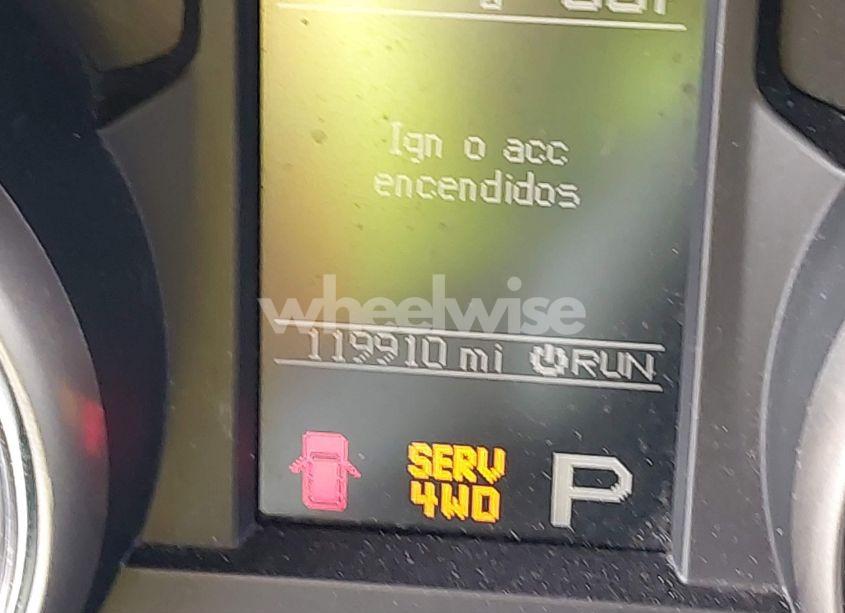 Ign o acc
encendidos
wheelwise
119910 mi RUN
SERV
4WD
P